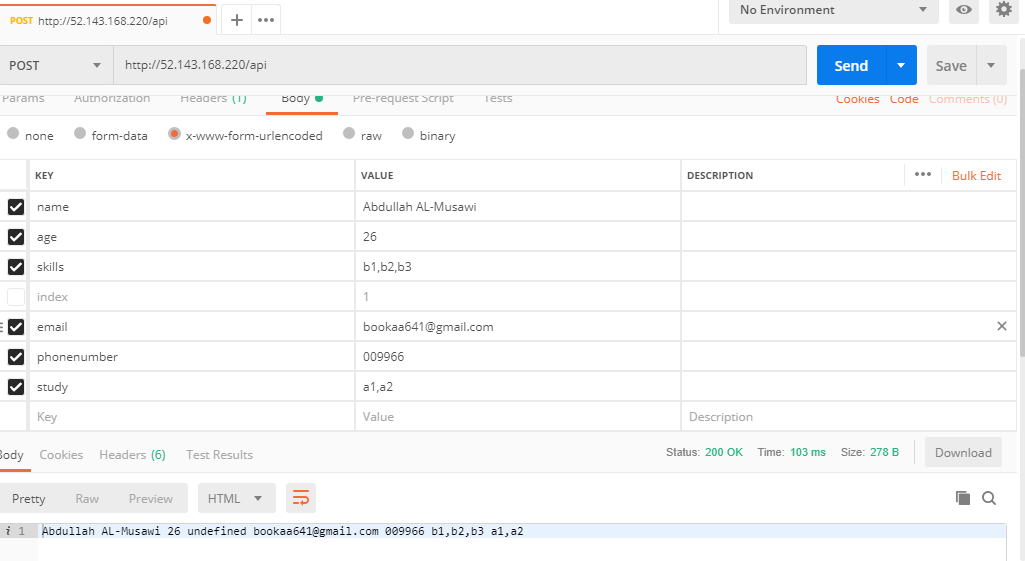 POST http://52.143.168.220/api + ••• No Environment
POST http://52.143.168.220/api Send Save
Params Authorization Headers (1) Body Pre-request Script Tests Cookies Code Comments (0)
none form-data x-www-form-urlencoded raw binary
KEY VALUE DESCRIPTION ••• Bulk Edit
name Abdullah AL-Musawi
age 26
skills b1,b2,b3
index 1
email bookaa641@gmail.com
phonenumber 009966
study a1,a2
Key Value Description
Body Cookies Headers (6) Test Results Status: 200 OK Time: 103 ms Size: 278 B Download
Pretty Raw Preview HTML
i 1 Abdullah AL-Musawi 26 undefined bookaa641@gmail.com 009966 b1,b2,b3 a1,a2